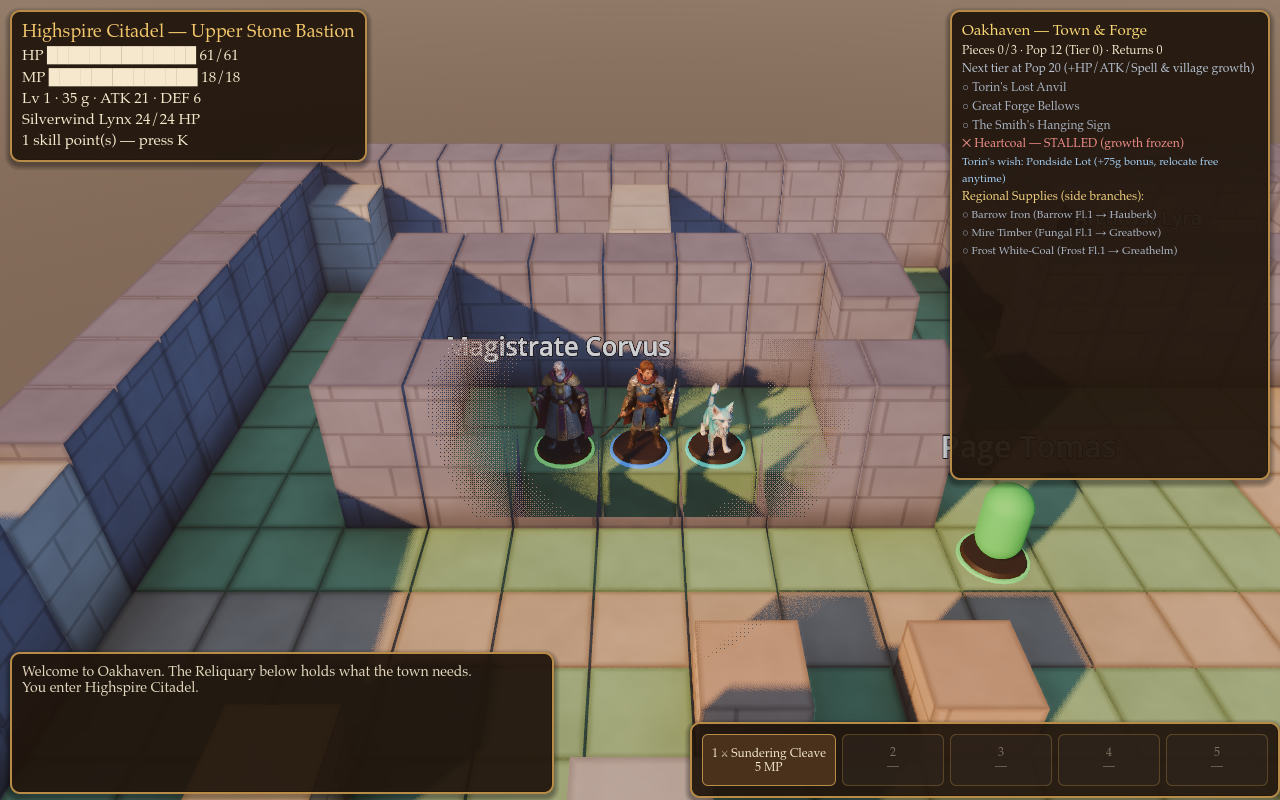 Highspire Citadel — Upper Stone Bastion
HP 61/61
MP 18/18
Lv 1 · 35 g · ATK 21 · DEF 6
Silverwind Lynx 24/24 HP
1 skill point(s) — press K
Oakhaven — Town & Forge
Pieces 0/3 · Pop 12 (Tier 0) · Returns 0
Next tier at Pop 20 (+HP/ATK/Spell & village growth)
○ Torin's Lost Anvil
○ Great Forge Bellows
○ The Smith's Hanging Sign
✕ Heartcoal — STALLED (growth frozen)
Torin's wish: Pondside Lot (+75g bonus, relocate free
anytime)
Regional Supplies (side branches):
○ Barrow Iron (Barrow Fl.1 → Hauberk)
○ Mire Timber (Fungal Fl.1 → Greatbow)
○ Frost White-Coal (Frost Fl.1 → Greathelm)
Magistrate Corvus
Page Tomas
Welcome to Oakhaven. The Reliquary below holds what the town needs.
You enter Highspire Citadel.
1 ⚔ Sundering Cleave
5 MP
2
—
3
—
4
—
5
—